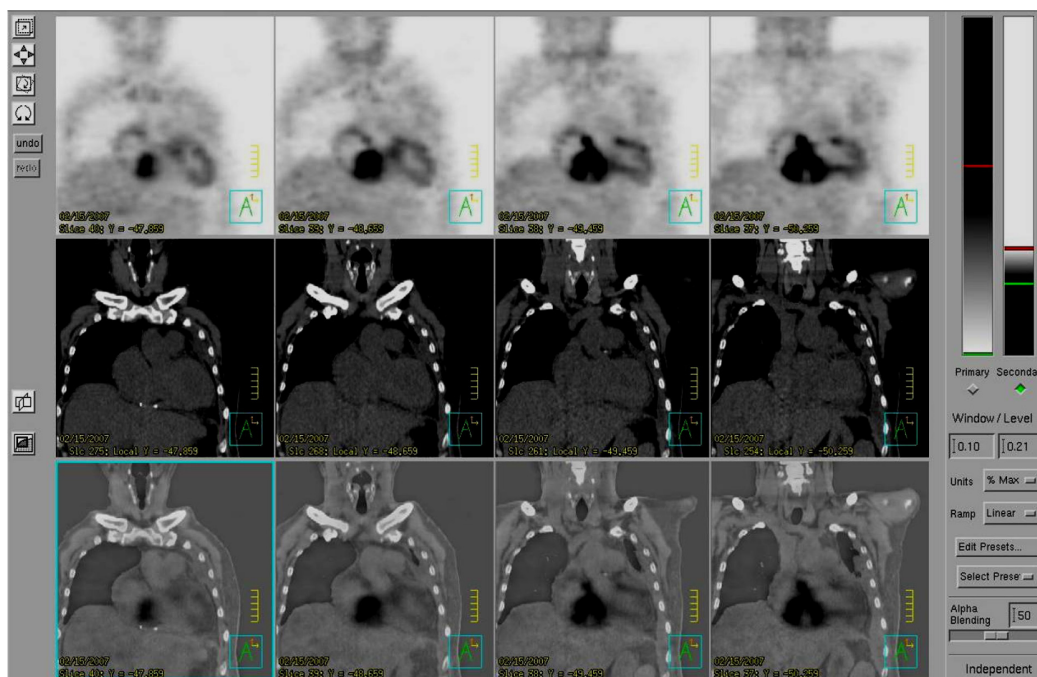 undo
redo
02/15/2007
Slice 40: Y = -47.859
02/15/2007
Slice 39: Y = -48.659
02/15/2007
Slice 38: Y = -49.459
02/15/2007
Slice 37: Y = -50.259
A
A
A
A
02/15/2007
Slc 275: Local Y = -47.859
02/15/2007
Slc 268: Local Y = -48.659
02/15/2007
Slc 261: Local Y = -49.459
02/15/2007
Slc 254: Local Y = -50.259
A
A
A
A
02/15/2007
Slice 40: Y = -47.859
02/15/2007
Slice 39: Y = -48.659
02/15/2007
Slice 38: Y = -49.459
02/15/2007
Slice 37: Y = -50.259
A
A
A
A
Primary Seconda
Window / Level
0.10 0.21
Units % Max
Ramp Linear
Edit Presets...
Select Prese
Alpha
Blending 50
Independent